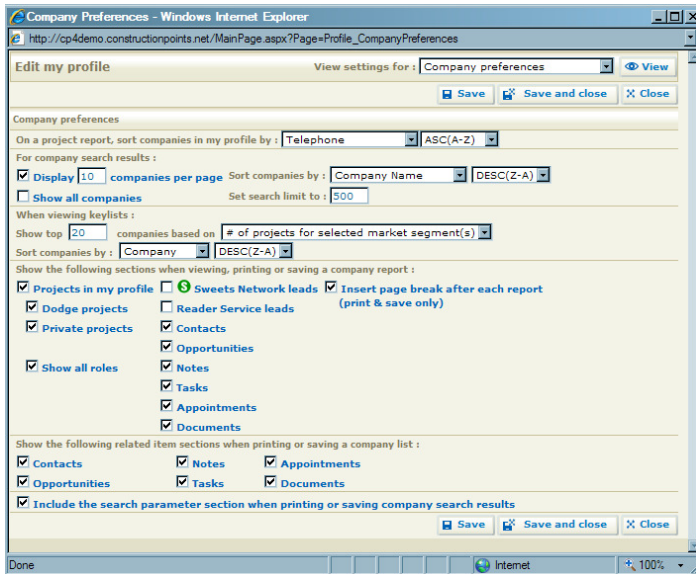 Company Preferences - Windows Internet Explorer
http://cp4demo.constructionpoints.net/MainPage.aspx?Page=Profile_CompanyPreferences
Edit my profile View settings for : Company preferences View
Save Save and close Close
Company preferences
On a project report, sort companies in my profile by : Telephone ASC(A-Z)
For company search results :
Display 10 companies per page Sort companies by : Company Name DESC(Z-A)
Show all companies Set search limit to : 500
When viewing keylists :
Show top 20 companies based on # of projects for selected market segment(s)
Sort companies by : Company DESC(Z-A)
Show the following sections when viewing, printing or saving a company report :
Projects in my profile S Sweets Network leads Insert page break after each report
(print & save only)
Dodge projects Reader Service leads
Private projects Contacts
Opportunities
Show all roles Notes
Tasks
Appointments
Documents
Show the following related item sections when printing or saving a company list :
Contacts Notes Appointments
Opportunities Tasks Documents
Include the search parameter section when printing or saving company search results
Save Save and close Close
Done Internet 100%